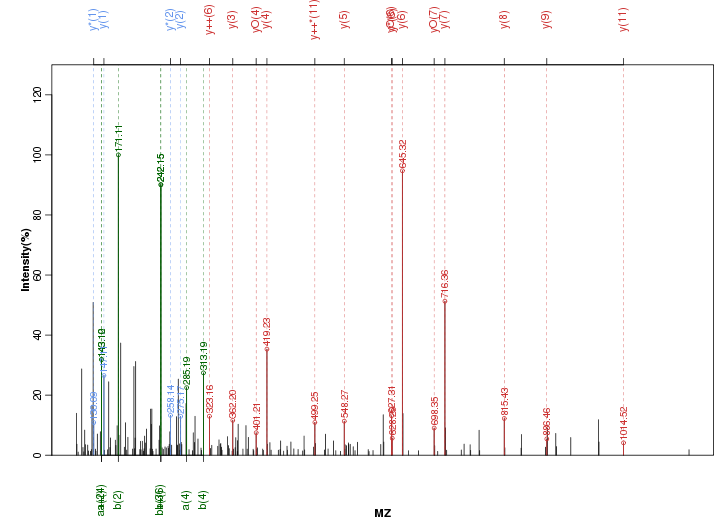 y*(1)
y(1)
y*(2)
y(2)
y++(6)
y(3)
yO(4)
y(4)
y++*(11)
y(5)
y(6)
yO(7)
y(7)
y(8)
y(9)
y(11)
Intensity(%)
0
20
40
60
80
100
120
143.12
171.11
242.15
258.14
285.19
313.19
323.16
362.20
401.21
419.23
499.25
548.27
627.31
645.32
698.35
716.36
815.43
886.46
1014.52
b(2)
a(4)
b(4)
MZ